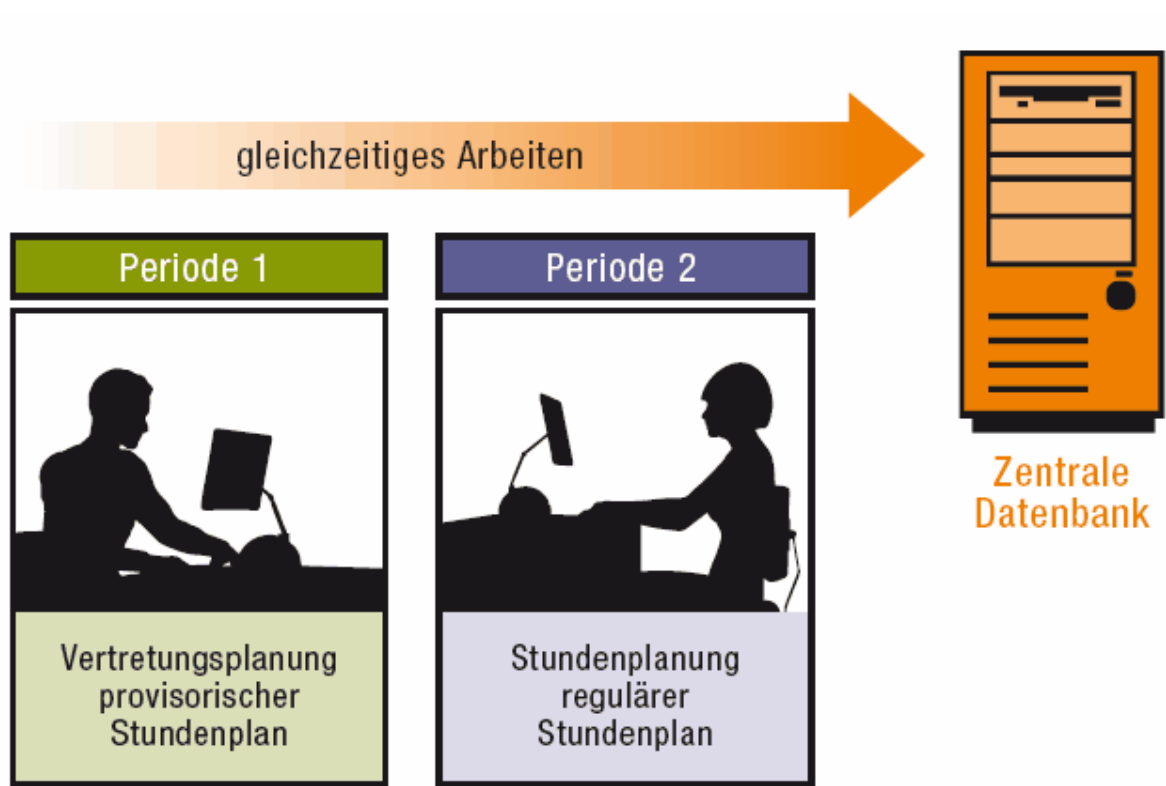 gleichzeitiges Arbeiten
Periode 1
Periode 2
Zentrale
Datenbank
Vertretungsplanung
provisorischer
Stundenplan
Stundenplanung
regulärer
Stundenplan